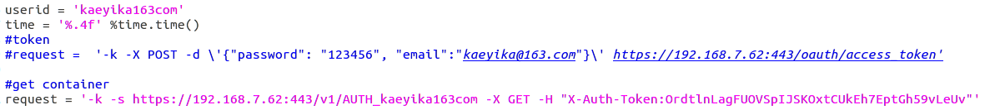 userid = 'kaeyika163com'
time = '%.4f' %time.time()
#token
#request =  '-k -X POST -d \'{"password": "123456", "email":"kaeyika@163.com"}\' https://192.168.7.62:443/oauth/access_token'
#get container
request = '-k -s https://192.168.7.62:443/v1/AUTH_kaeyika163com -X GET -H "X-Auth-Token:OrdtlnLagFUOVSpIJSKOxtCUkEh7EptGh59vLeUv"'